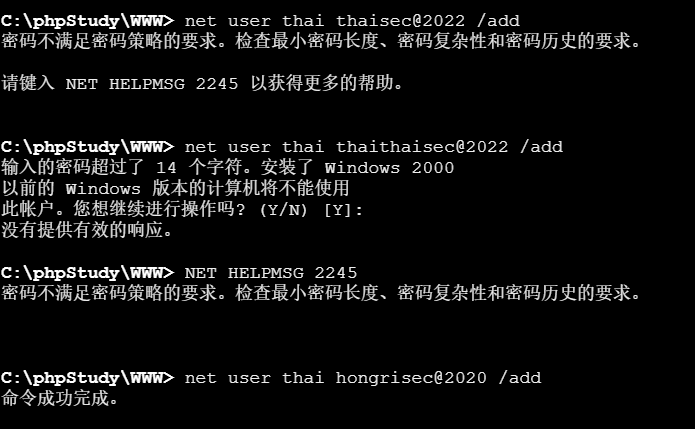 C:\phpStudy\WWW> net user thai thaisec@2022 /add
密码不满足密码策略的要求。检查最小密码长度、密码复杂性和密码历史的要求。
请键入 NET HELPMSG 2245 以获得更多的帮助。
C:\phpStudy\WWW> net user thai thaithaisec@2022 /add
输入的密码超过了 14 个字符。安装了 Windows 2000
以前的 Windows 版本的计算机将不能使用
此帐户。您想继续进行操作吗? (Y/N) [Y]:
没有提供有效的响应。
C:\phpStudy\WWW> NET HELPMSG 2245
密码不满足密码策略的要求。检查最小密码长度、密码复杂性和密码历史的要求。
C:\phpStudy\WWW> net user thai hongrisec@2020 /add
命令成功完成。